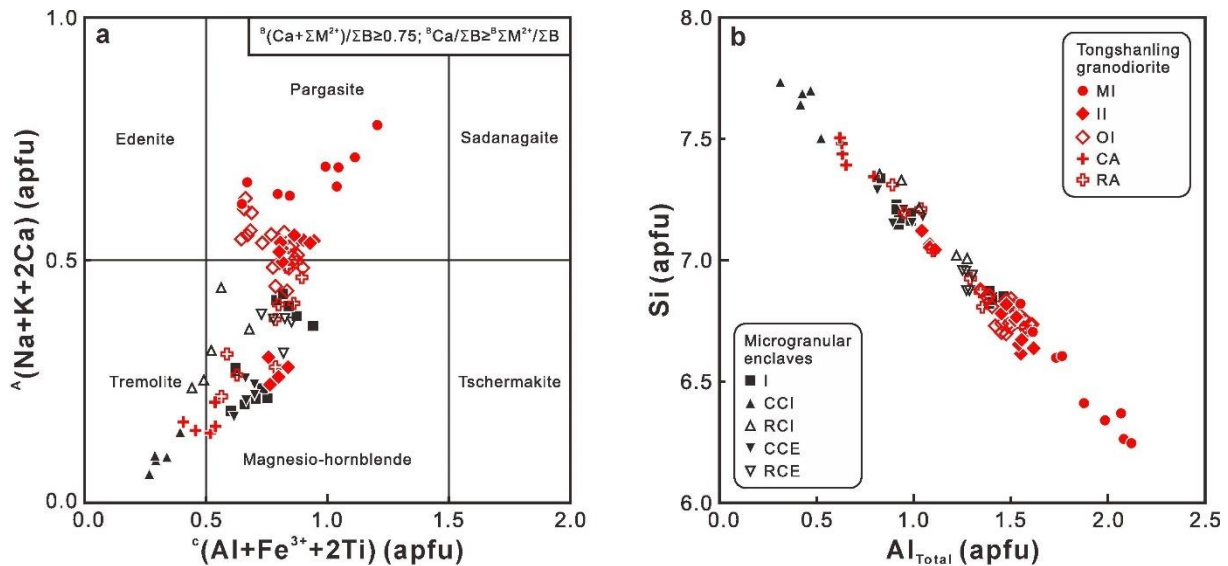 a
ᴮ(Ca+ΣM²⁺)/ΣB≥0.75; ᴮCa/ΣB≥ᴮΣM²⁺/ΣB
Pargasite
Edenite
Sadanagaite
Tremolite
Tschermakite
Magnesio-hornblende
1.0
0.5
0.0
ᴬ(Na+K+2Ca) (apfu)
0.0 0.5 1.0 1.5 2.0
ᶜ(Al+Fe³⁺+2Ti) (apfu)
b
Tongshanling
granodiorite
MI
II
OI
CA
RA
Microgranular
enclaves
I
CCI
RCI
CCE
RCE
8.0
7.5
7.0
6.5
6.0
Si (apfu)
0.0 0.5 1.0 1.5 2.0 2.5
Al_Total (apfu)